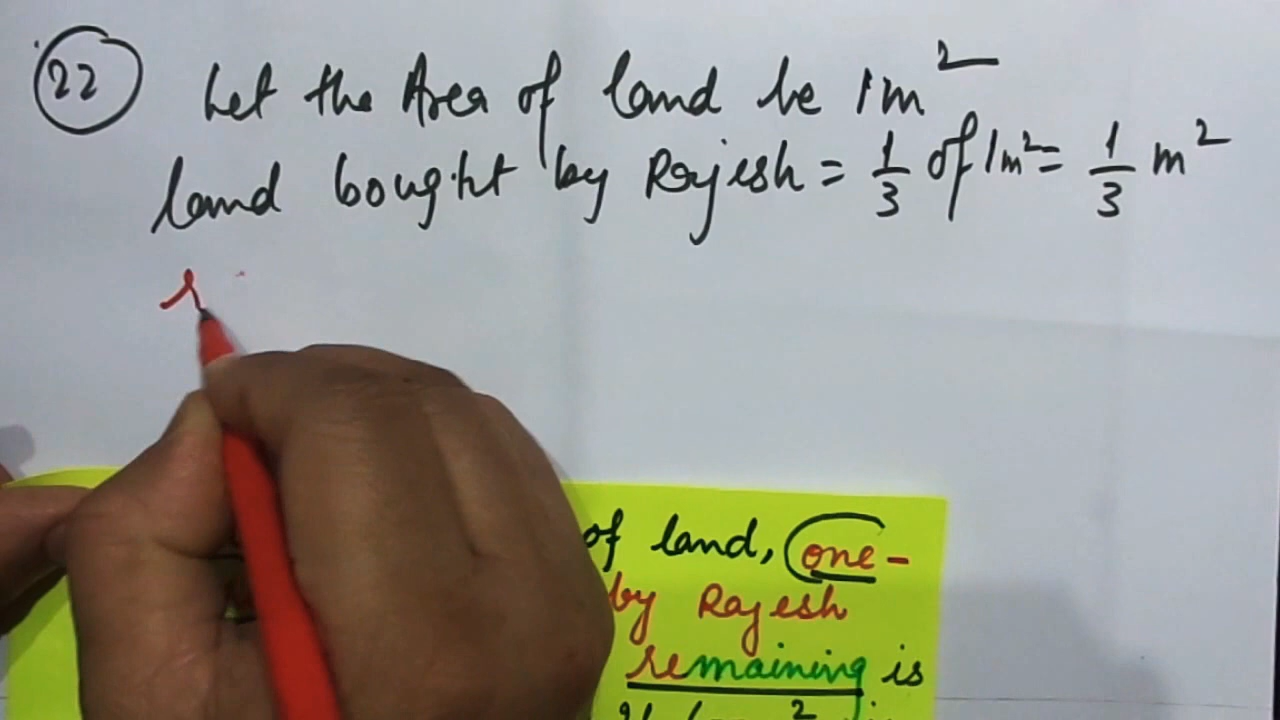 22 Let the Area of land be 1m²
land bought by Rajesh = 1/3 of 1m² = 1/3 m²
of land, one-
by Rajesh
remaining is